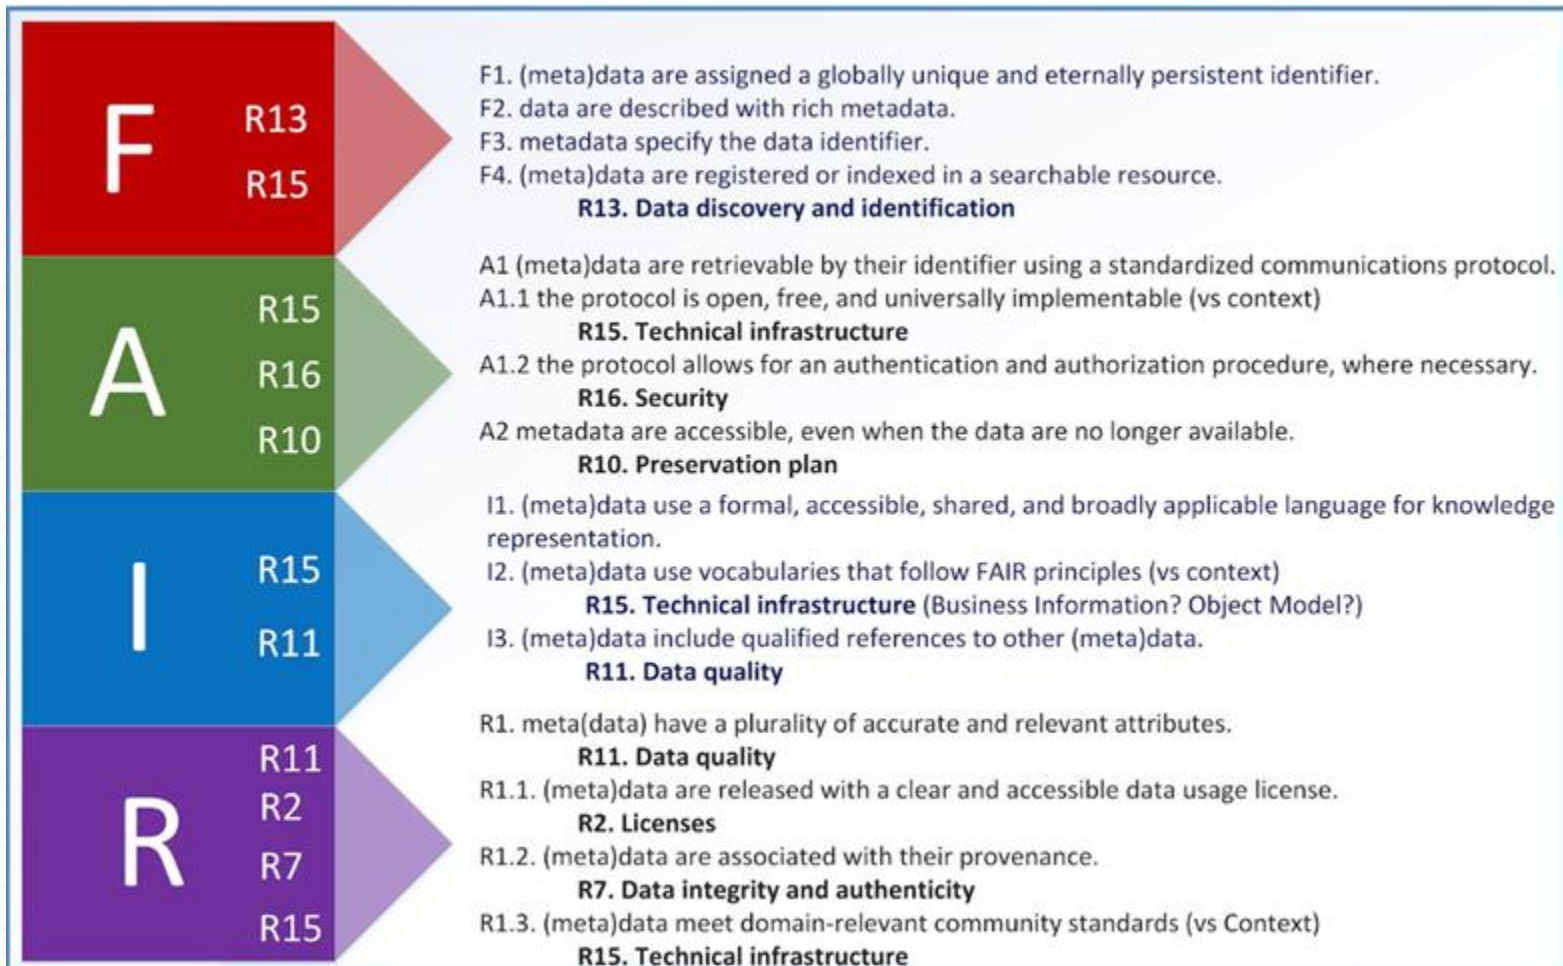 F
R13
R15
F1. (meta)data are assigned a globally unique and eternally persistent identifier.
F2. data are described with rich metadata.
F3. metadata specify the data identifier.
F4. (meta)data are registered or indexed in a searchable resource.
R13. Data discovery and identification
A
R15
R16
R10
A1 (meta)data are retrievable by their identifier using a standardized communications protocol.
A1.1 the protocol is open, free, and universally implementable (vs context)
R15. Technical infrastructure
A1.2 the protocol allows for an authentication and authorization procedure, where necessary.
R16. Security
A2 metadata are accessible, even when the data are no longer available.
R10. Preservation plan
I
R15
R11
I1. (meta)data use a formal, accessible, shared, and broadly applicable language for knowledge
representation.
I2. (meta)data use vocabularies that follow FAIR principles (vs context)
R15. Technical infrastructure (Business Information? Object Model?)
I3. (meta)data include qualified references to other (meta)data.
R11. Data quality
R
R11
R2
R7
R15
R1. meta(data) have a plurality of accurate and relevant attributes.
R11. Data quality
R1.1. (meta)data are released with a clear and accessible data usage license.
R2. Licenses
R1.2. (meta)data are associated with their provenance.
R7. Data integrity and authenticity
R1.3. (meta)data meet domain-relevant community standards (vs Context)
R15. Technical infrastructure